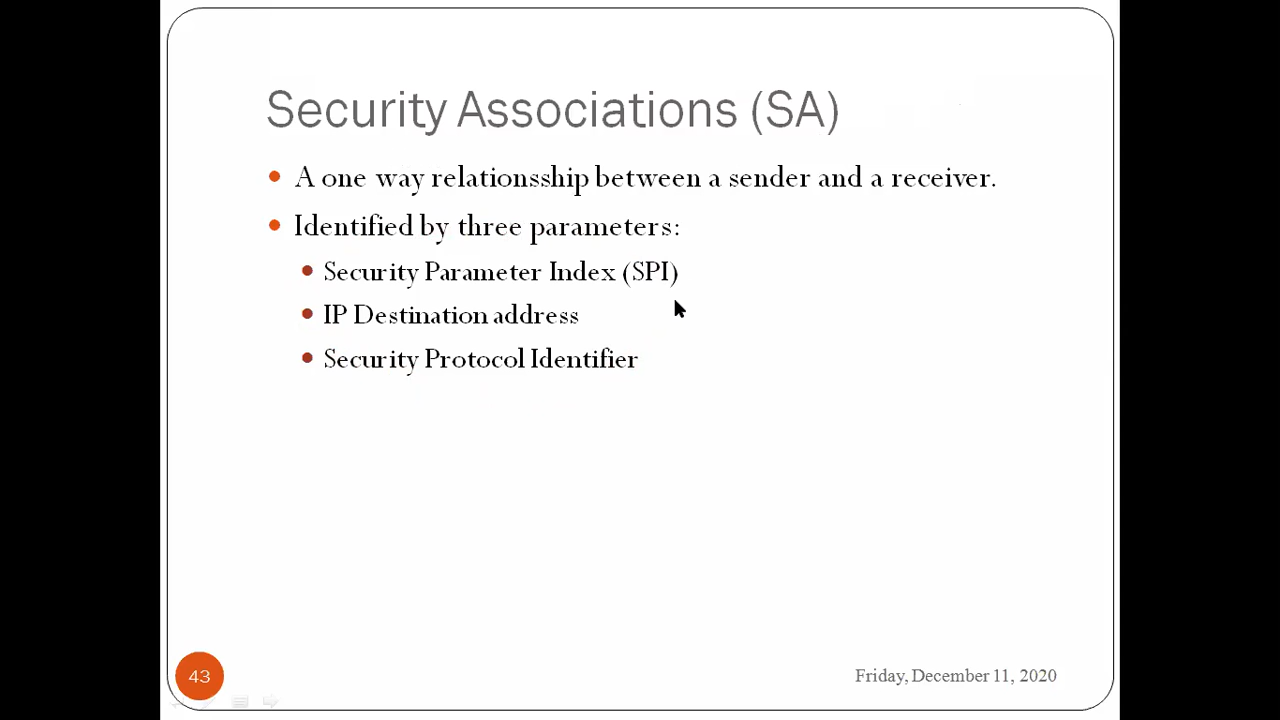 Security Associations (SA)
A one way relationsship between a sender and a receiver.
Identified by three parameters:
Security Parameter Index (SPI)
IP Destination address
Security Protocol Identifier
43
Friday, December 11, 2020